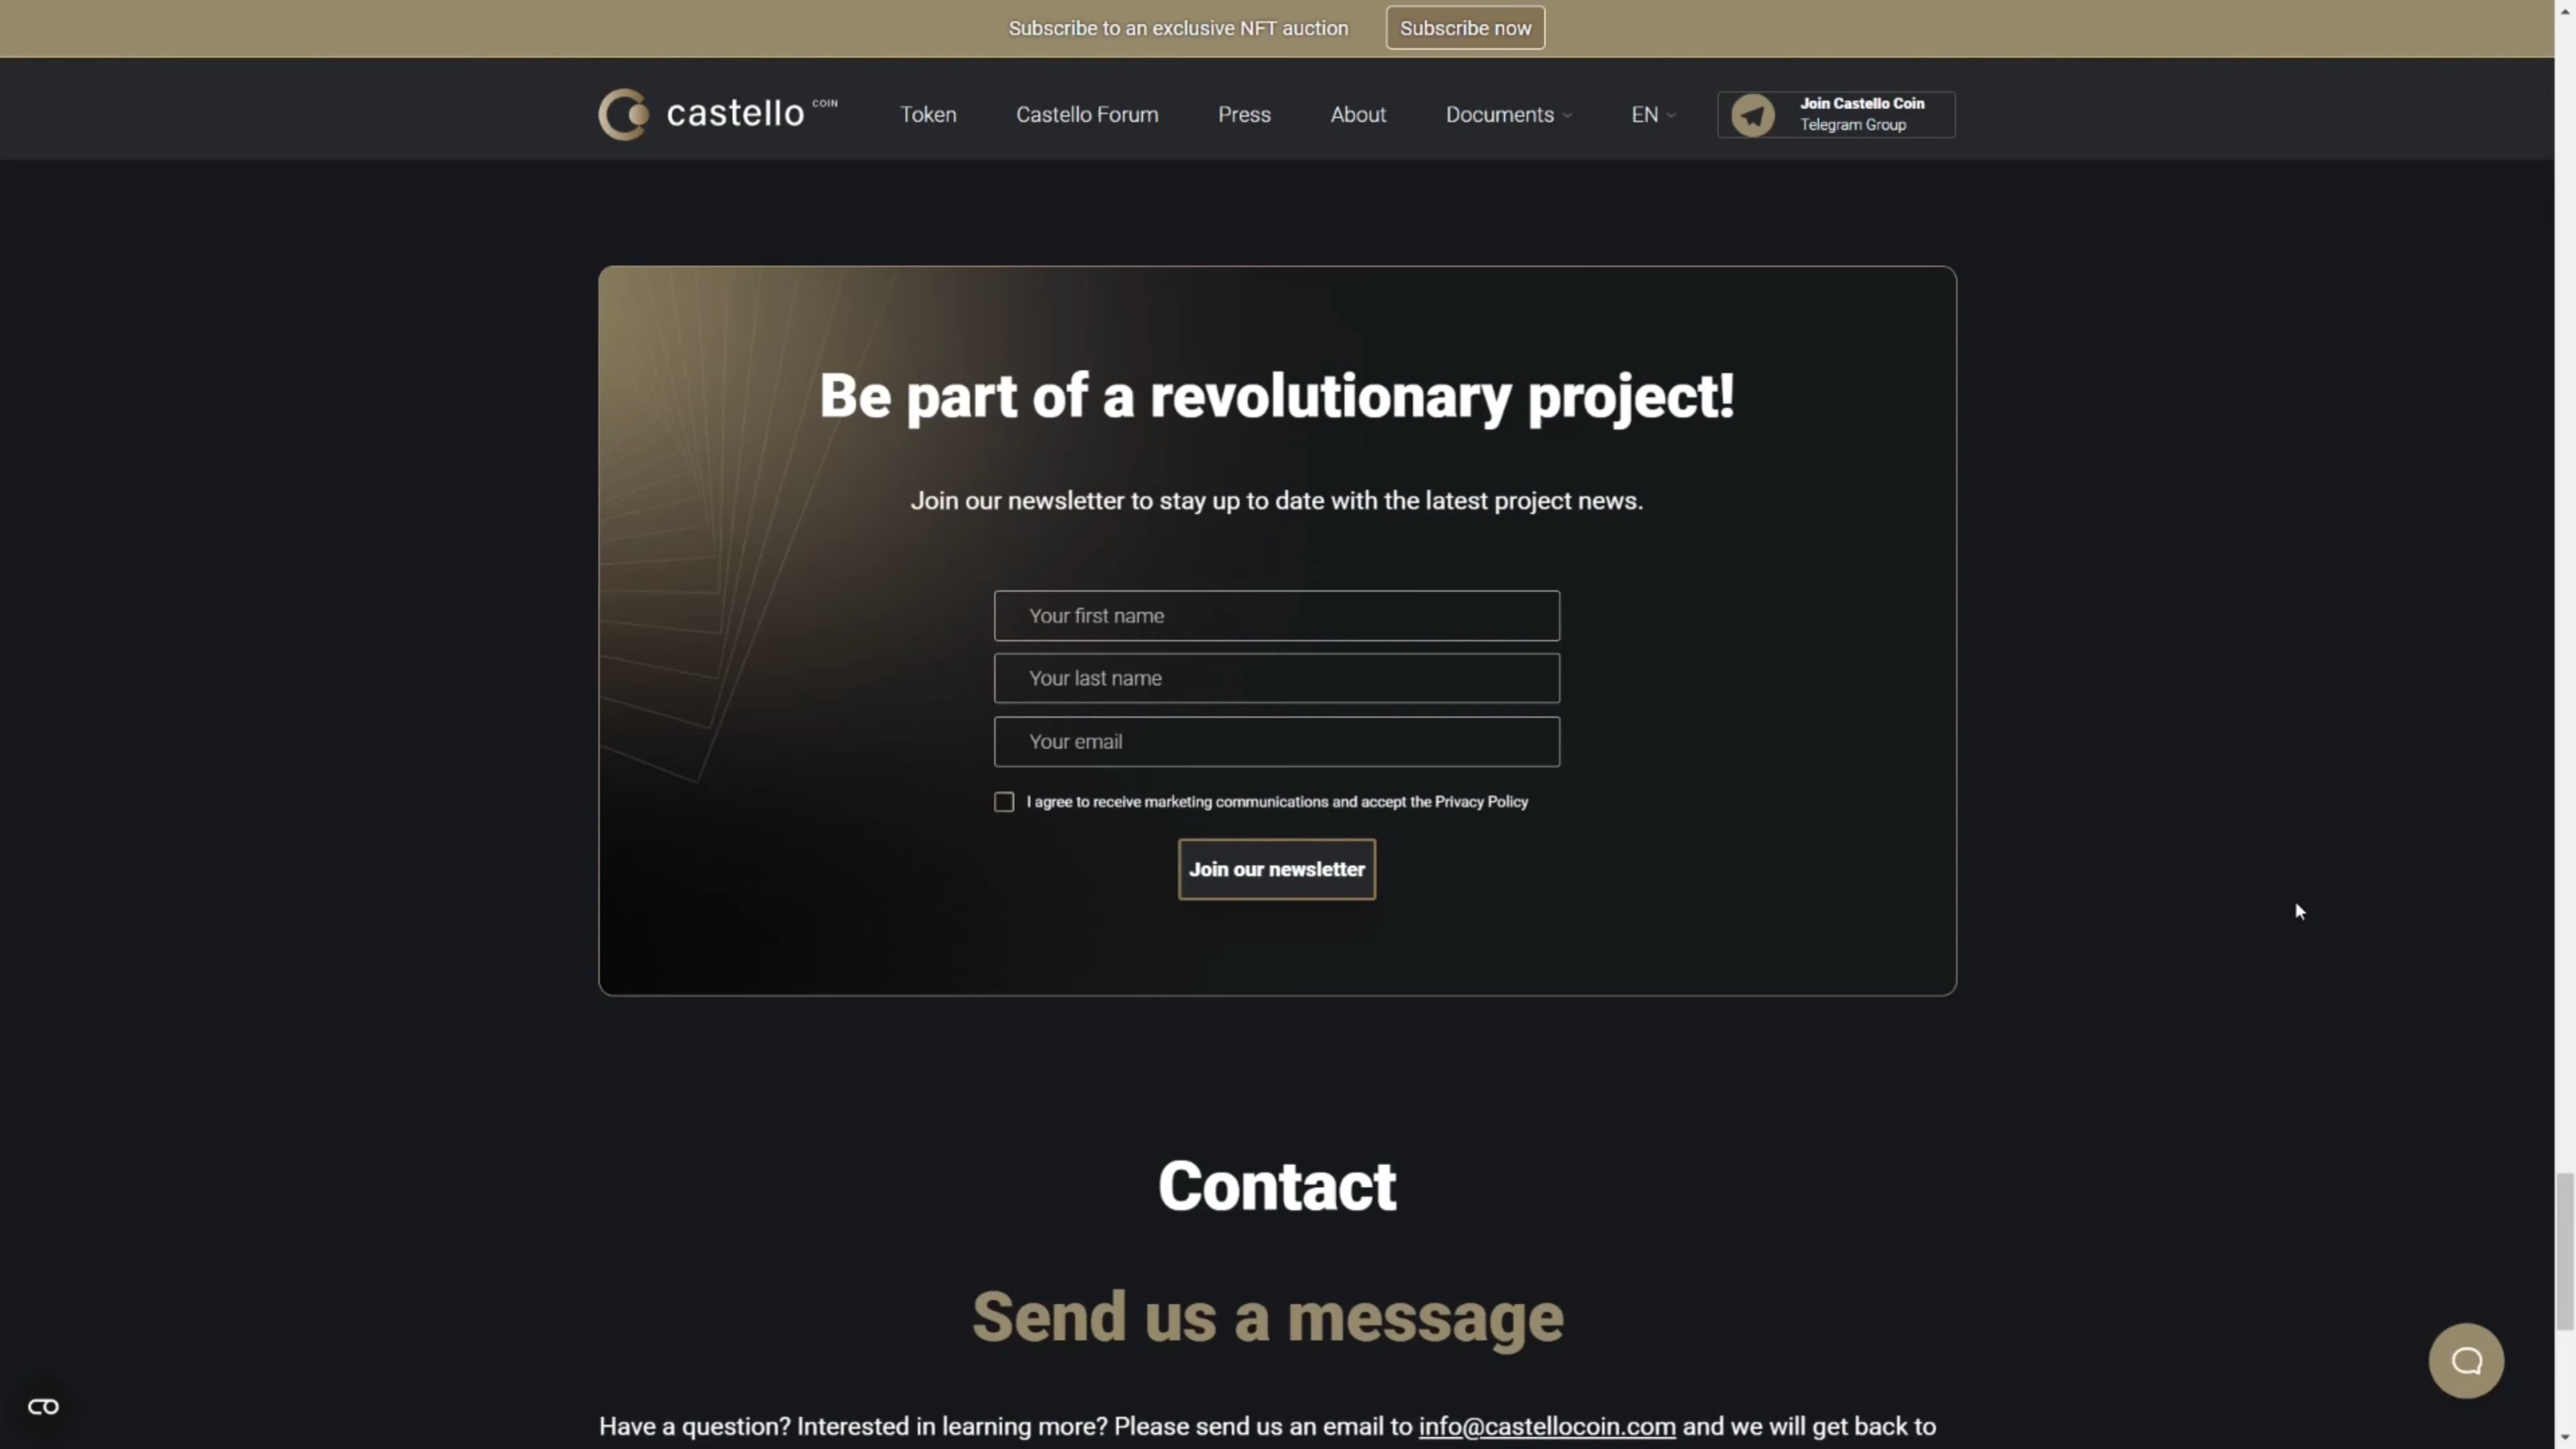 Subscribe to an exclusive NFT auction
Subscribe now
castello COIN
Token
Castello Forum
Press
About
Documents
EN
Join Castello Coin
Telegram Group
Be part of a revolutionary project!
Join our newsletter to stay up to date with the latest project news.
Your first name
Your last name
Your email
I agree to receive marketing communications and accept the Privacy Policy
Join our newsletter
Contact
Send us a message
Have a question? Interested in learning more? Please send us an email to info@castellocoin.com and we will get back to